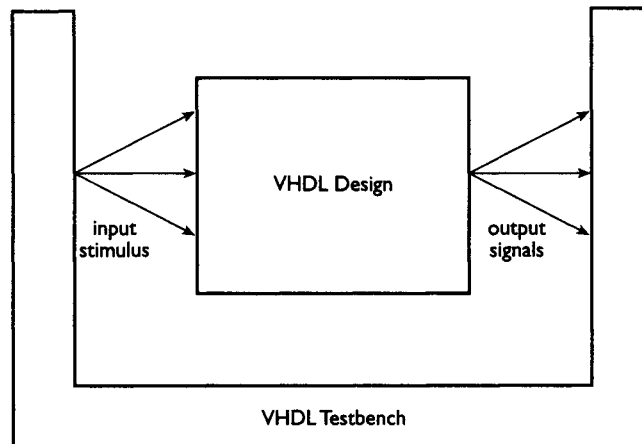 VHDL Design
input
stimulus
output
signals
VHDL Testbench